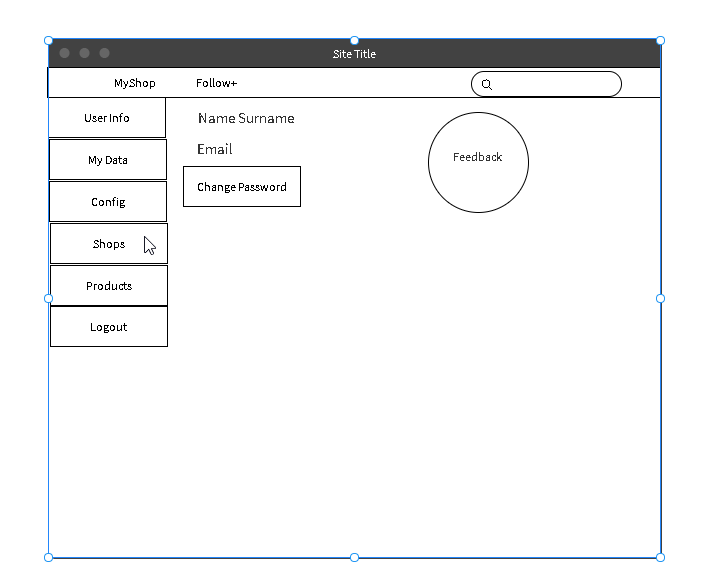 Site Title
MyShop
Follow+
User Info
My Data
Config
Shops
Products
Logout
Name Surname
Email
Change Password
Feedback